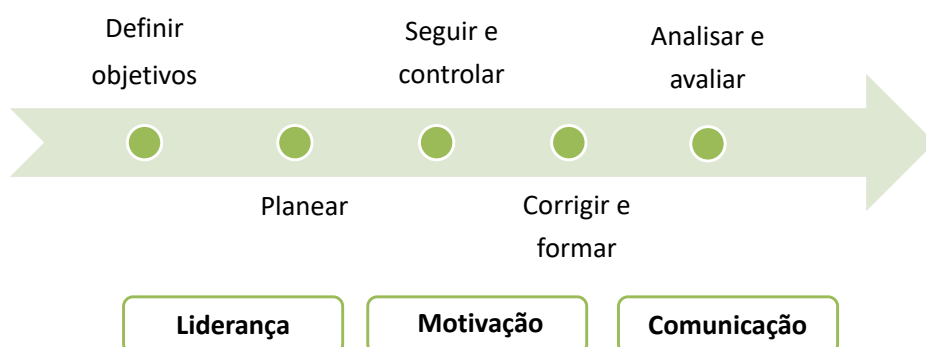 Definir
objetivos
Seguir e
controlar
Analisar e
avaliar
Planear
Corrigir e
formar
Liderança
Motivação
Comunicação